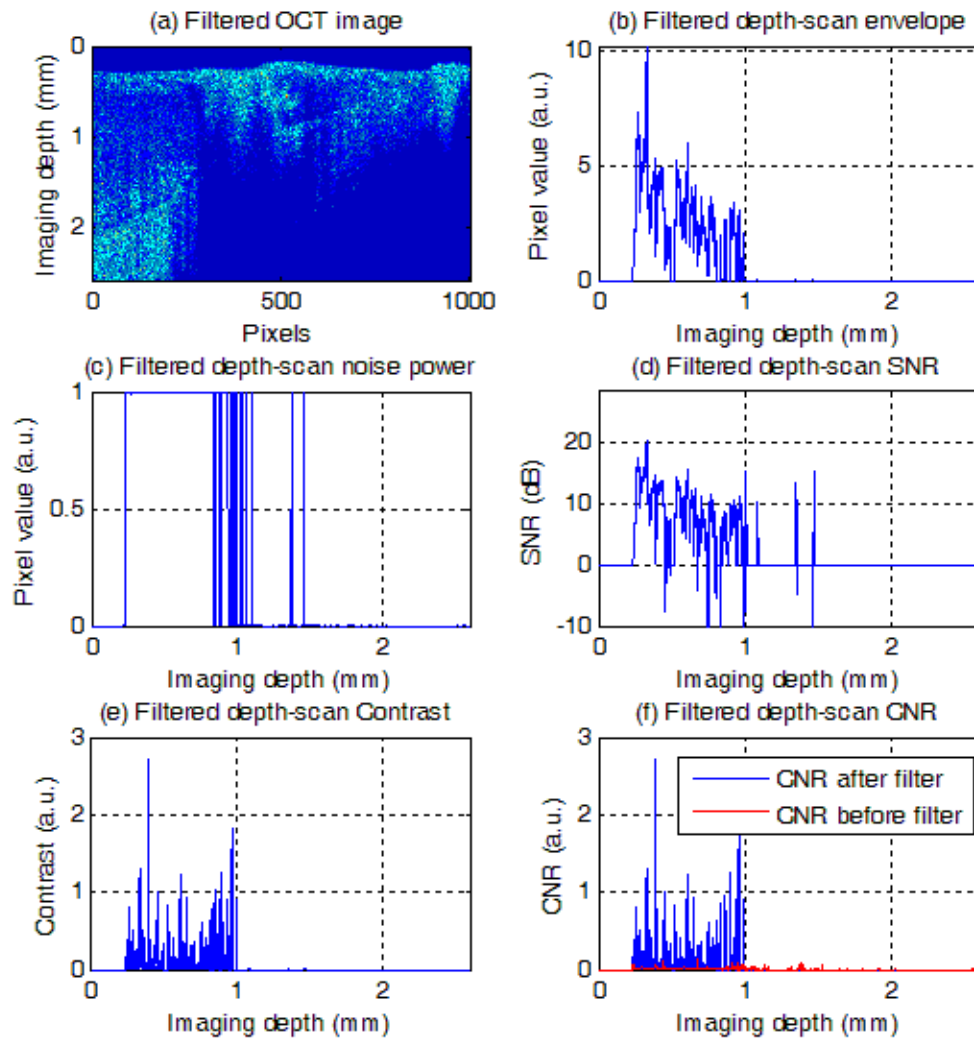 (a) Filtered OCT image
Imaging depth (mm)
0
1
2
0
500
1000
Pixels
(b) Filtered depth-scan envelope
Pixel value (a.u.)
10
5
0
0
1
2
Imaging depth (mm)
(c) Filtered depth-scan noise power
Pixel value (a.u.)
1
0.5
0
0
1
2
Imaging depth (mm)
(d) Filtered depth-scan SNR
SNR (dB)
20
10
0
-10
0
1
2
Imaging depth (mm)
(e) Filtered depth-scan Contrast
Contrast (a.u.)
3
2
1
0
0
1
2
Imaging depth (mm)
(f) Filtered depth-scan CNR
CNR (a.u.)
3
2
1
0
CNR after filter
CNR before filter
0
1
2
Imaging depth (mm)